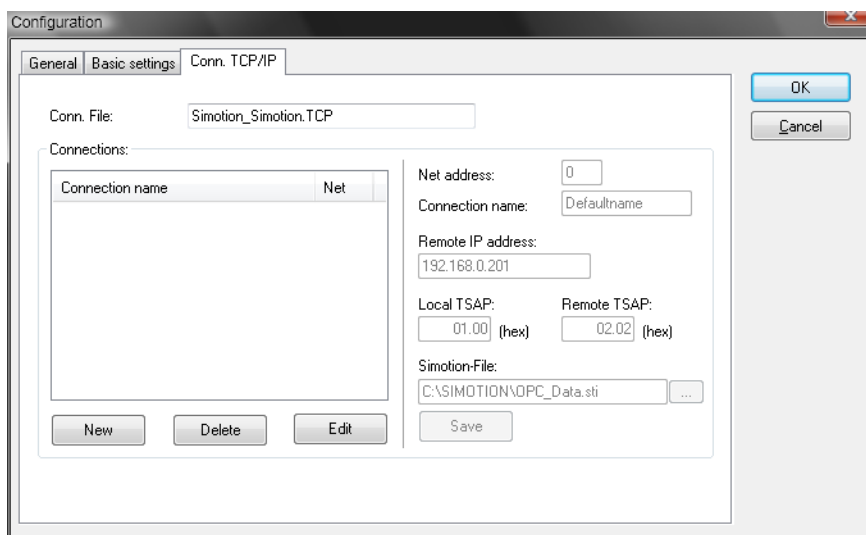 Configuration
General Basic settings Conn. TCP/IP
OK
Cancel
Conn. File: Simotion_Simotion.TCP
Connections:
Connection name Net
Net address: 0
Connection name: Defaultname
Remote IP address:
192.168.0.201
Local TSAP: Remote TSAP:
01.00 (hex) 02.02 (hex)
Simotion-File:
C:\SIMOTION\OPC_Data.sti ...
New Delete Edit Save